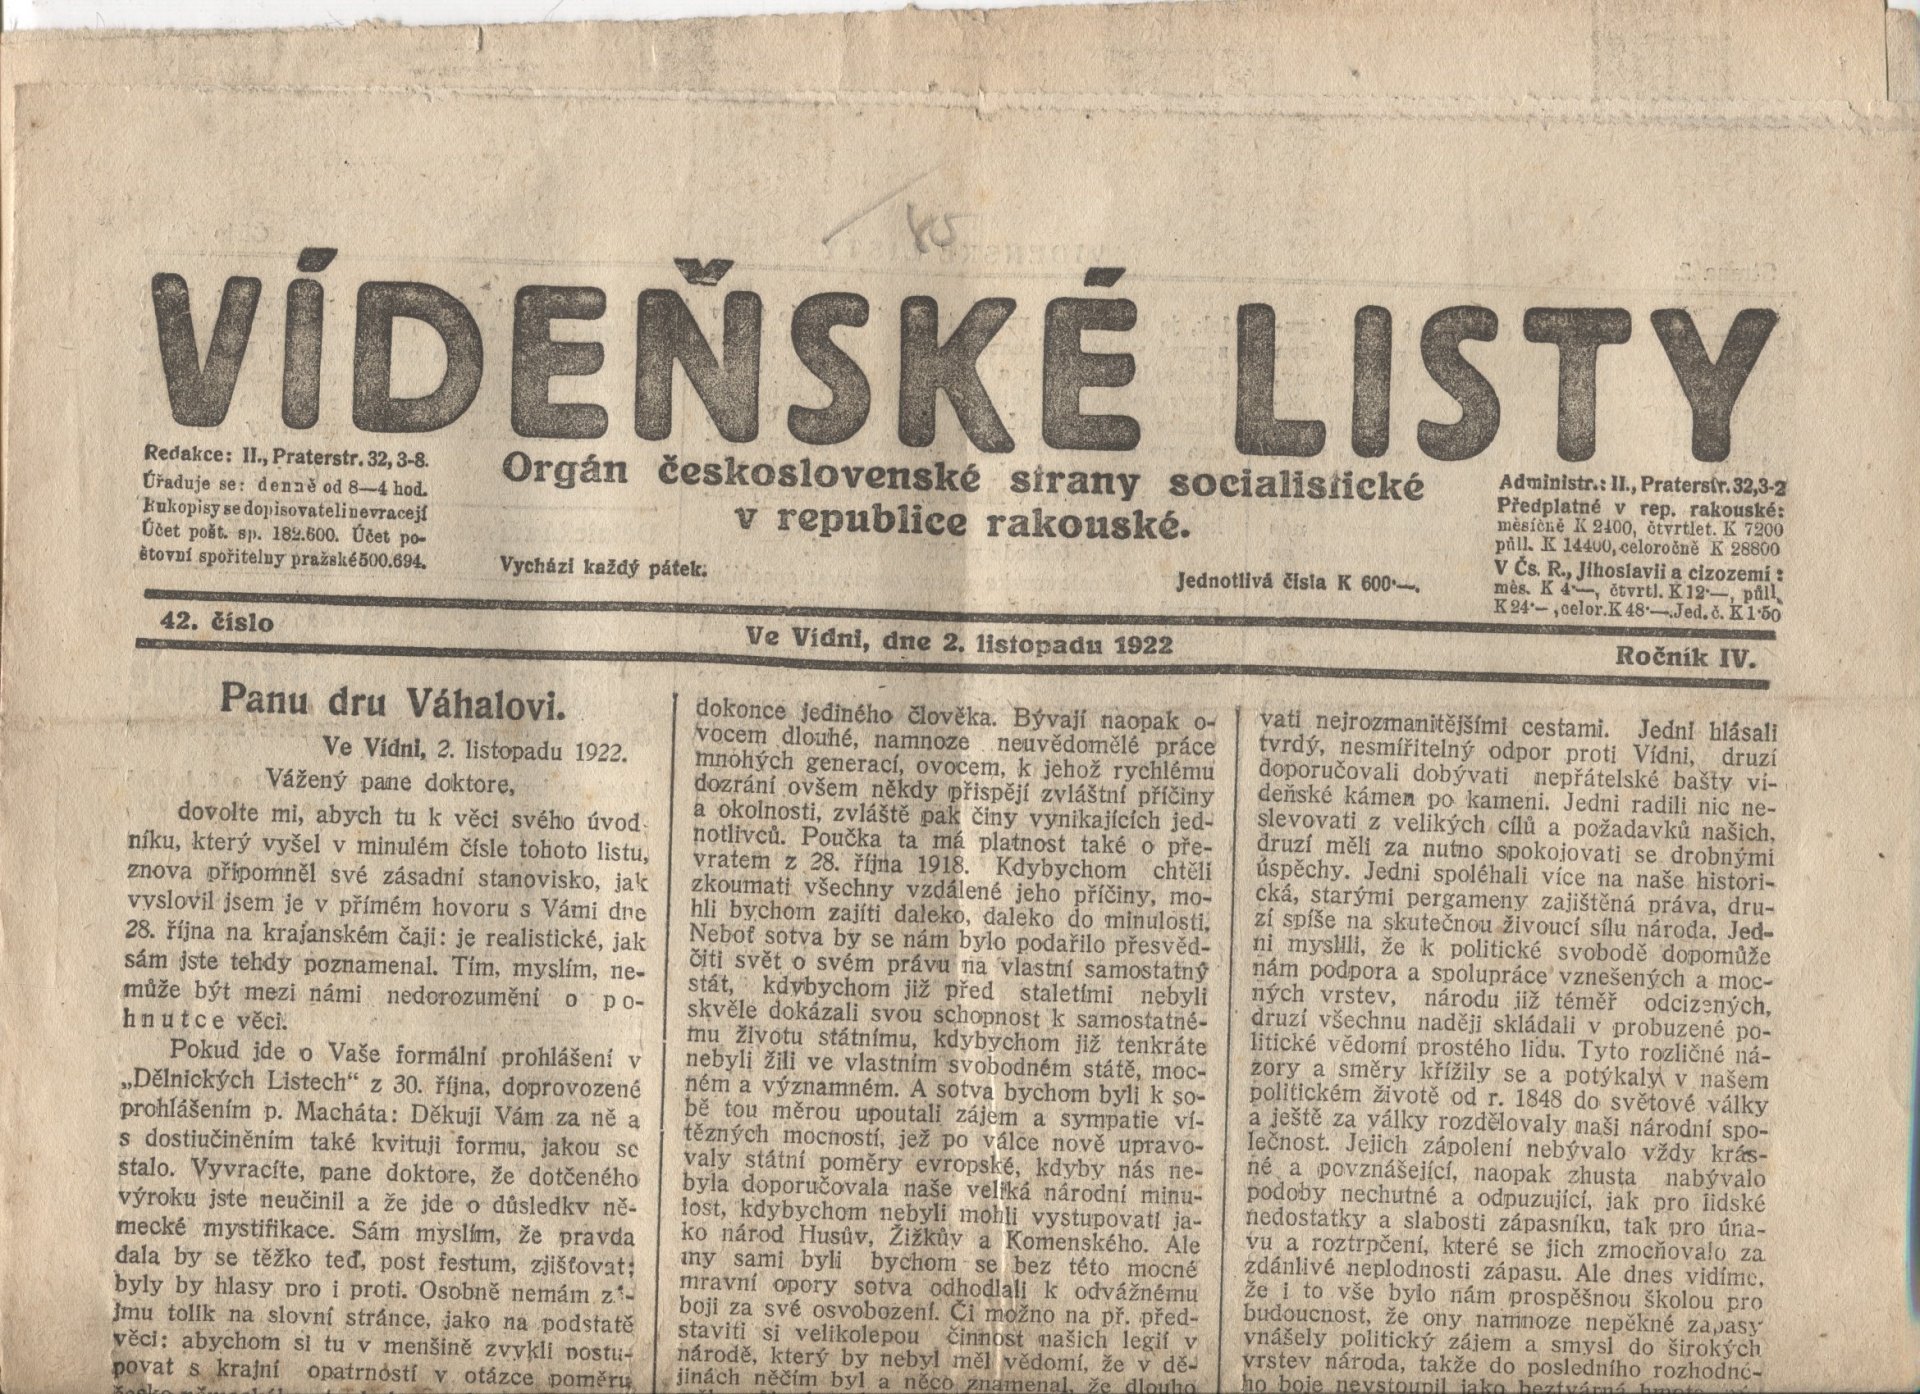 45
VÍDEŇSKÉ LISTY
Redakce: II., Praterstr. 32, 3-8.
Úřaduje se: denně od 8—4 hod.
Rukopisy se dopisovateli nevracejí
Účet pošt. sp. 182.600. Účet po-
štovní spořitelny pražské 500.694.
Orgán československé strany socialistické
v republice rakouské.
Vychází každý pátek.
Jednotlivá čísla K 600·—.
Administr.: II., Praterstr. 32, 3-2
Předplatné v rep. rakouské:
měsíčně K 2400, čtvrtlet. K 7200
půll. K 14400, celoročně K 28800
V Čs. R., Jihoslavii a cizozemí:
měs. K 4·—, čtvrtl. K 12·—, půll.
K 24·—, celor. K 48·—. Jed. č. K 1·50
42. číslo
Ve Vídni, dne 2. listopadu 1922
Ročník IV.
Panu dru Váhalovi.
Ve Vídni, 2. listopadu 1922.
Vážený pane doktore,
dovolte mi, abych tu k věci svého úvod
níku, který vyšel v minulém čísle tohoto listu,
znova připomněl své zásadní stanovisko, jak
vyslovil jsem je v přímém hovoru s Vámi dne
28. října na krajanském čaji: je realistické, jak
sám jste tehdy poznamenal. Tím, myslím, ne-
může být mezi námi nedorozumění o po-
hnutce věci.
Pokud jde o Vaše formální prohlášení v
„Dělnických Listech“ z 30. října, doprovozené
prohlášením p. Macháta: Děkuji Vám za ně a
s dostiučiněním také kvituji formu, jakou se
stalo. Vyvracíte, pane doktore, že dotčeného
výroku jste neučinil a že jde o důsledky ně-
mecké mystifikace. Sám myslím, že pravda
dala by se těžko teď, post festum, zjišťovat;
byly by hlasy pro i proti. Osobně nemám zá-
jmu tolik na slovní stránce, jako na podstatě
věci: abychom si tu v menšině zvykli postu-
povat s krajní opatrností v otázce poměru
dokonce jediného člověka. Bývají naopak o-
vocem dlouhé, namnoze neuvědomělé práce
mnohých generací, ovocem, k jehož rychlému
dozrání ovšem někdy přispějí zvláštní příčiny
a okolnosti, zvláště pak činy vynikajících jed-
notlivců. Poučka ta má platnost také o pře-
vratem z 28. října 1918. Kdybychom chtěli
zkoumati všechny vzdálené jeho příčiny, mo-
hli bychom zajíti daleko, daleko do minulosti.
Neboť sotva by se nám bylo podařilo přesvěd-
čiti svět o svém právu na vlastní samostatný
stát, kdybychom již před staletími nebyli
skvěle dokázali svou schopnost k samostatné-
mu životu státnímu, kdybychom již tenkráte
nebyli žili ve vlastním svobodném státě, moc-
ném a významném. A sotva bychom byli k so-
bě tou měrou upoutali zájem a sympatie ví-
tězných mocností, jež po válce nově upravo-
valy státní poměry evropské, kdyby nás ne-
byla doporučovala naše veliká národní minu-
lost, kdybychom nebyli mohli vystupovati ja-
ko národ Husův, Žižkův a Komenského. Ale
my sami byli bychom se bez této mocné
mravní opory sotva odhodlali k odvážnému
boji za své osvobození. Či možno na př. před-
staviti si velikolepou činnost našich legií v
národě, který by nebyl měl vědomí, že v dě-
jinách něčím byl a něco znamenal, že dlouho
vati nejrozmanitějšími cestami. Jedni hlásali
tvrdý, nesmířitelný odpor proti Vídni, druzí
doporučovali dobývati nepřátelské bašty ví-
deňské kámen po kameni. Jedni radili nic ne-
slevovati z velikých cílů a požadavků našich,
druzí měli za nutno spokojovati se drobnými
úspěchy. Jedni spoléhali více na naše histori-
cká, starými pergameny zajištěná práva, dru-
zí spíše na skutečnou živoucí sílu národa. Jed-
ni myslili, že k politické svobodě dopomůže
nám podpora a spolupráce vznešených a moc-
ných vrstev, národu již téměř odcizených,
druzí všechnu naději skládali v probuzené po-
litické vědomí prostého lidu. Tyto rozličné ná-
zory a směry křížily se a potýkaly v našem
politickém životě od r. 1848 do světové války
a ještě za války rozdělovaly naši národní spo-
lečnost. Jejich zápolení nebývalo vždy krás-
né a povznášející, naopak zhusta nabývalo
podoby nechutné a odpuzující, jak pro lidské
nedostatky a slabosti zápasníku, tak pro úna-
vu a roztrpčení, které se jich zmocňovalo za
zdánlivé neplodnosti zápasu. Ale dnes vidíme,
že i to vše bylo nám prospěšnou školou pro
budoucnost, že ony namnoze nepěkné zápasy
vnášely politický zájem a smysl do širokých
vrstev národa, takže do posledního rozhodné-
ho boje nevstoupil jako beztvárná